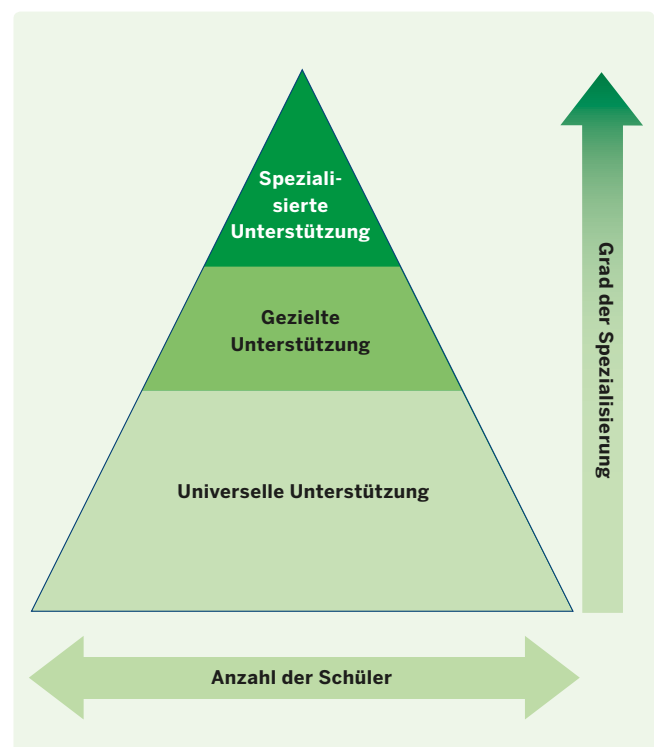 Speziali-
sierte
Unterstützung
Gezielte
Unterstützung
Universelle Unterstützung
Grad der Spezialisierung
Anzahl der Schüler